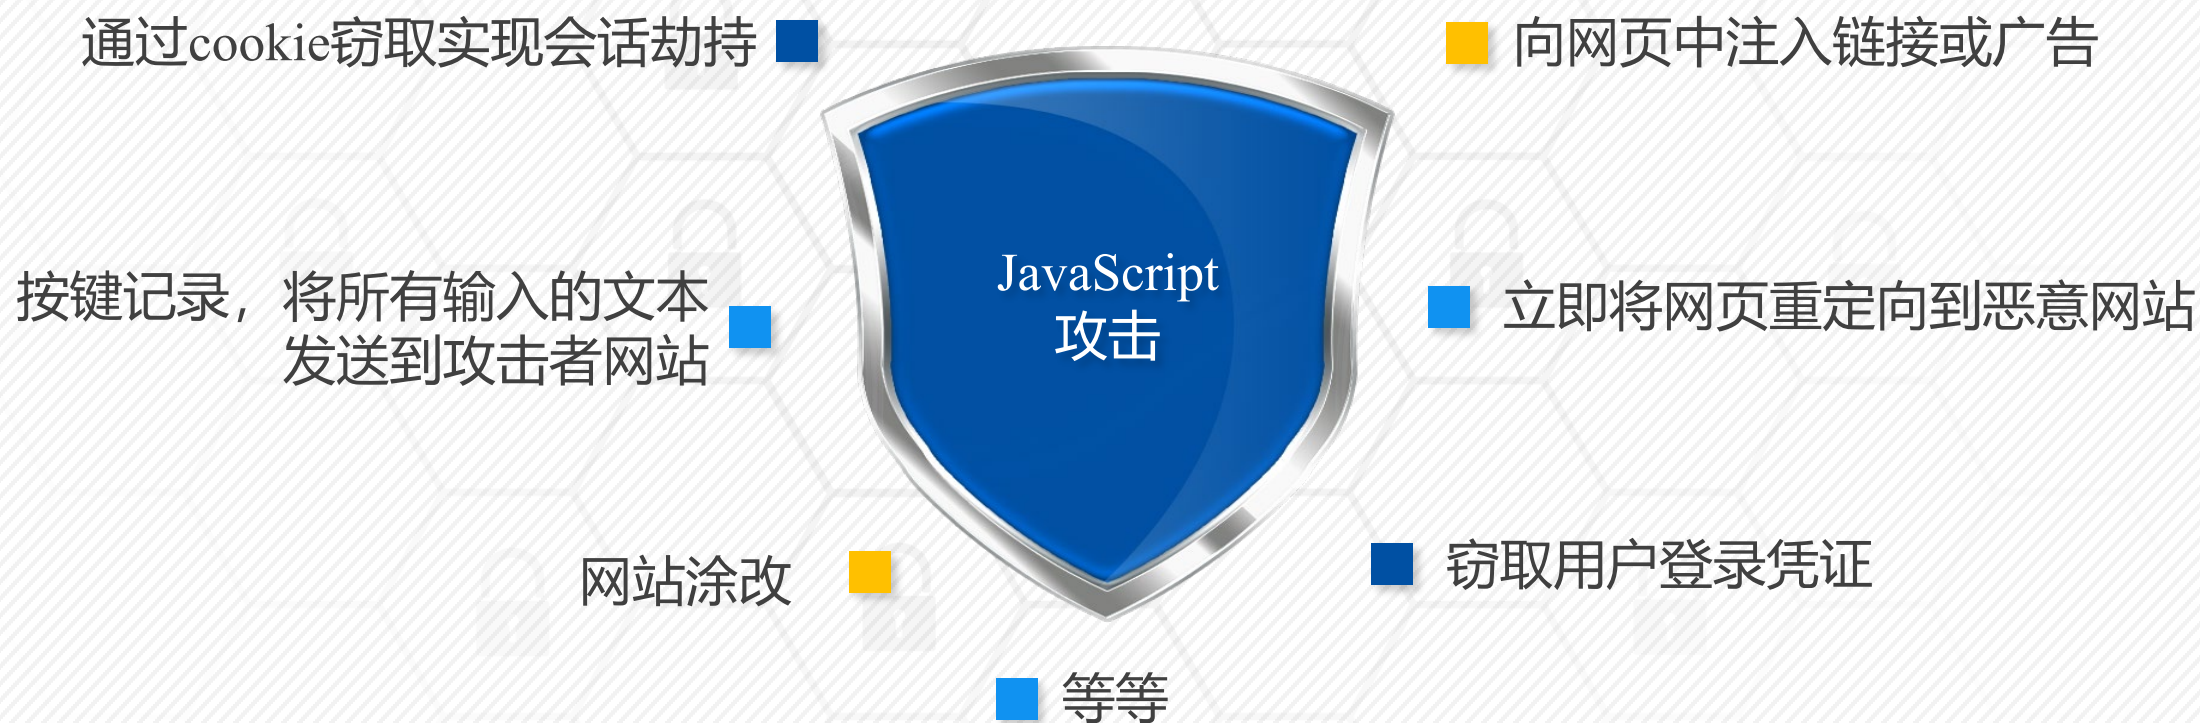 通过cookie窃取实现会话劫持
向网页中注入链接或广告
按键记录，将所有输入的文本
发送到攻击者网站
JavaScript
攻击
立即将网页重定向到恶意网站
网站涂改
窃取用户登录凭证
等等